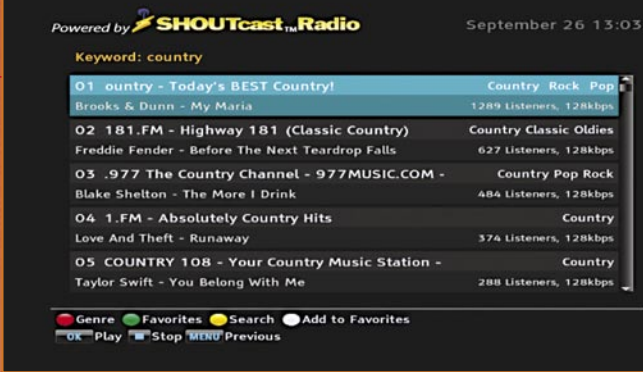 Powered by SHOUTcast TM Radio September 26 13:03
Keyword: country
01 ountry - Today's BEST Country! Country Rock Pop
Brooks & Dunn - My Maria 1289 Listeners, 128kbps
02 181.FM - Highway 181 (Classic Country) Country Classic Oldies
Freddie Fender - Before The Next Teardrop Falls 627 Listeners, 128kbps
03 .977 The Country Channel - 977MUSIC.COM - Country Pop Rock
Blake Shelton - The More I Drink 484 Listeners, 128kbps
04 1.FM - Absolutely Country Hits Country
Love And Theft - Runaway 374 Listeners, 128kbps
05 COUNTRY 108 - Your Country Music Station - Country
Taylor Swift - You Belong With Me 288 Listeners, 128kbps
Genre Favorites Search Add to Favorites
OK Play Stop MENU Previous